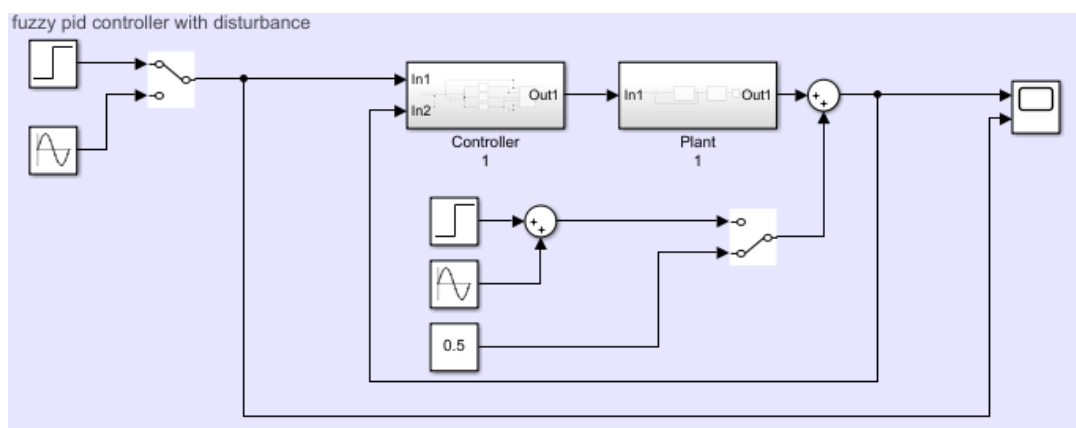 fuzzy pid controller with disturbance
In1
In2
Out1
Controller
1
In1
Out1
Plant
1
0.5